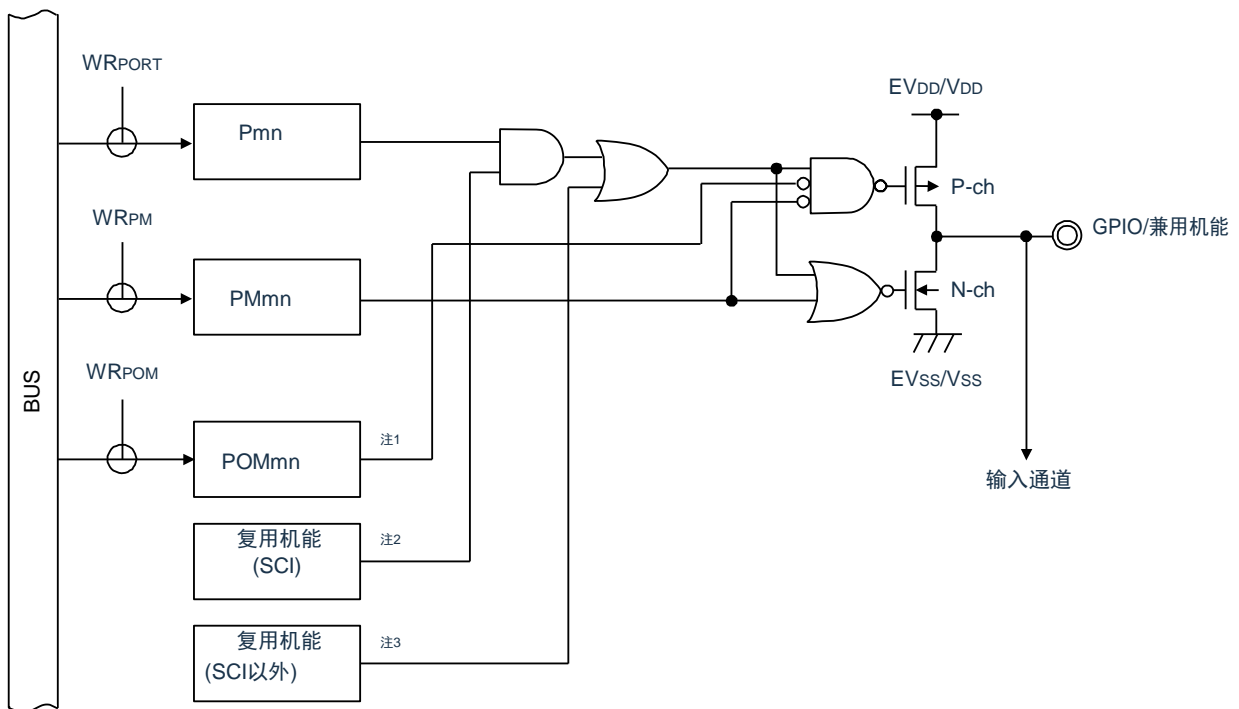 WRPORT
Pmn
EVDD/VDD
P-ch
WRPM
GPIO/兼用机能
PMmn
N-ch
WRPOM
EVSS/VSS
BUS
注1
POMmn
输入通道
复用机能
(SCI)
注2
复用机能
(SCI以外)
注3